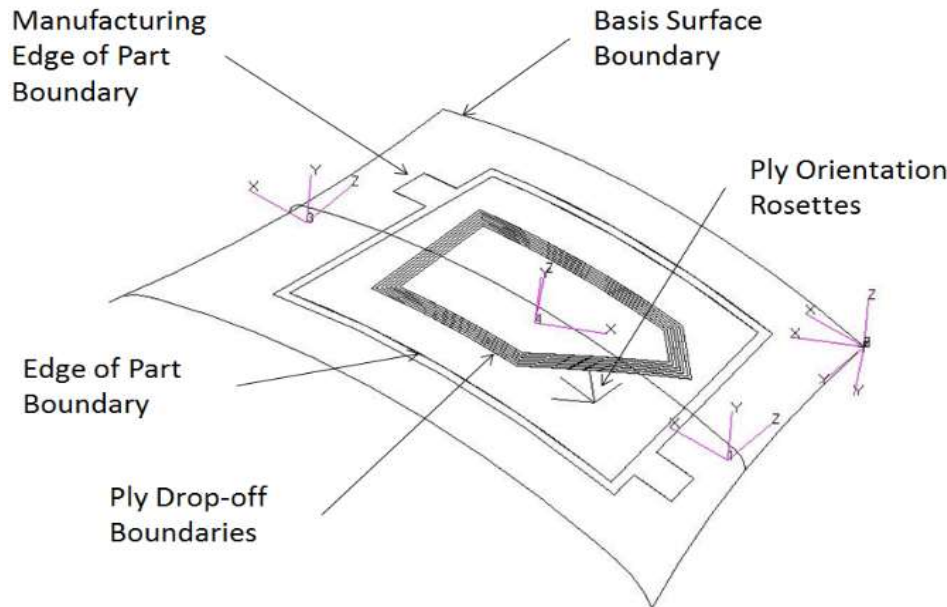 Manufacturing
Edge of Part
Boundary
Basis Surface
Boundary
Ply Orientation
Rosettes
Edge of Part
Boundary
Ply Drop-off
Boundaries
X
Y
Z
3
Y
Z
X
Z
X
X
Y
Y
X
Y
Z